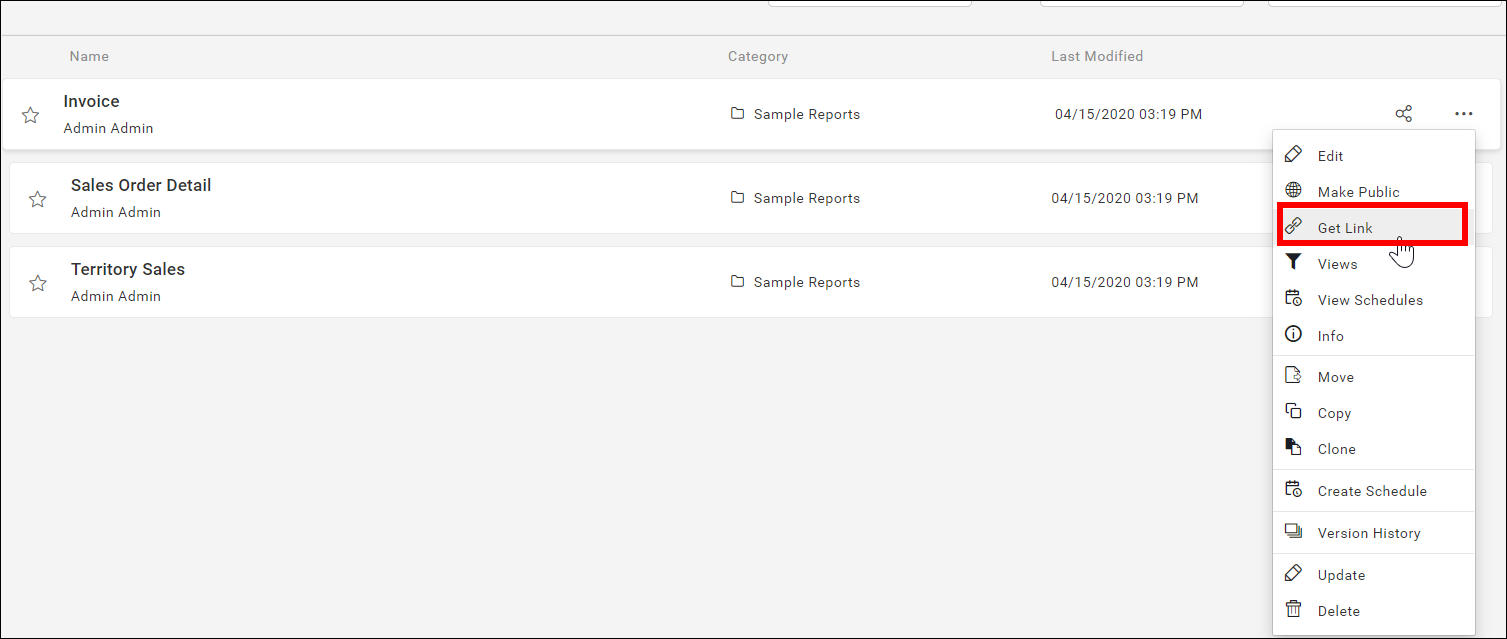 Name Category Last Modified
Invoice
Admin Admin
Sample Reports 04/15/2020 03:19 PM
Sales Order Detail
Admin Admin
Sample Reports 04/15/2020 03:19 PM
Territory Sales
Admin Admin
Sample Reports 04/15/2020 03:19 PM
Edit
Make Public
Get Link
Views
View Schedules
Info
Move
Copy
Clone
Create Schedule
Version History
Update
Delete